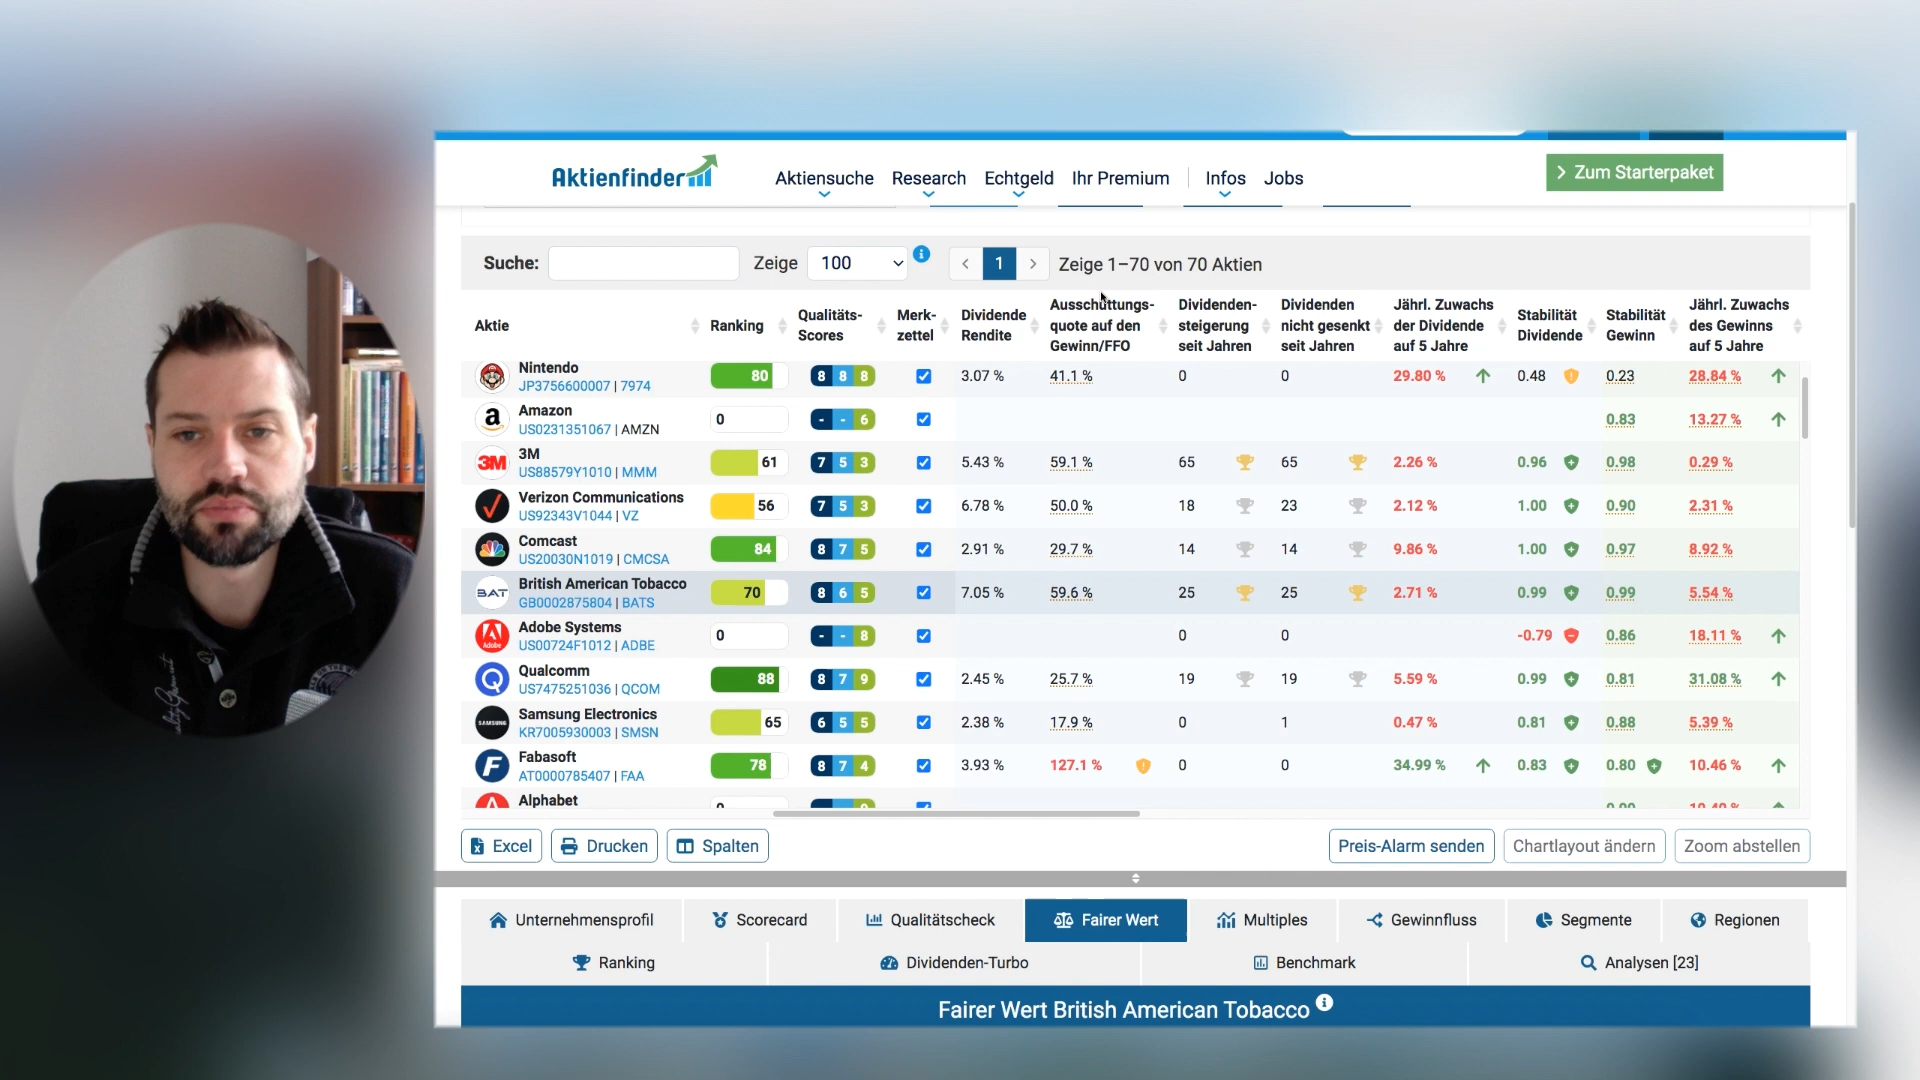 Aktienfinder
Aktiensuche Research Echtgeld Ihr Premium Infos Jobs
Zum Starterpaket
Suche: Zeige 100 1 Zeige 1–70 von 70 Aktien
Aktie Ranking Qualitäts-Scores Merk-zettel Dividende Rendite Ausschüttungs-quote auf den Gewinn/FFO Dividenden-steigerung seit Jahren Dividenden nicht gesenkt seit Jahren Jährl. Zuwachs der Dividende auf 5 Jahre Stabilität Dividende Stabilität Gewinn Jährl. Zuwachs des Gewinns auf 5 Jahre
Nintendo
JP3756600007 | 7974 80 8 8 8 3.07 % 41.1 % 0 0 29.80 % 0.48 0.23 28.84 %
a Amazon
US0231351067 | AMZN 0 - - 6 0.83 13.27 %
3M 3M
US88579Y1010 | MMM 61 7 5 3 5.43 % 59.1 % 65 65 2.26 % 0.96 0.98 0.29 %
Verizon Communications
US92343V1044 | VZ 56 7 5 3 6.78 % 50.0 % 18 23 2.12 % 1.00 0.90 2.31 %
Comcast
US20030N1019 | CMCSA 84 8 7 5 2.91 % 29.7 % 14 14 9.86 % 1.00 0.97 8.92 %
BAT British American Tobacco
GB0002875804 | BATS 70 8 6 5 7.05 % 59.6 % 25 25 2.71 % 0.99 0.99 5.54 %
Adobe Adobe Systems
US00724F1012 | ADBE 0 - - 8 0 0 -0.79 0.86 18.11 %
Qualcomm
US7475251036 | QCOM 88 8 7 9 2.45 % 25.7 % 19 19 5.59 % 0.99 0.81 31.08 %
SAMSUNG Samsung Electronics
KR7005930003 | SMSN 65 6 5 5 2.38 % 17.9 % 0 1 0.47 % 0.81 0.88 5.39 %
F Fabasoft
AT0000785407 | FAA 78 8 7 4 3.93 % 127.1 % 0 0 34.99 % 0.83 0.80 10.46 %
Alphabet
Excel Drucken Spalten Preis-Alarm senden Chartlayout ändern Zoom abstellen
Unternehmensprofil Scorecard Qualitätscheck Fairer Wert Multiples Gewinnfluss Segmente Regionen
Ranking Dividenden-Turbo Benchmark Analysen [23]
Fairer Wert British American Tobacco